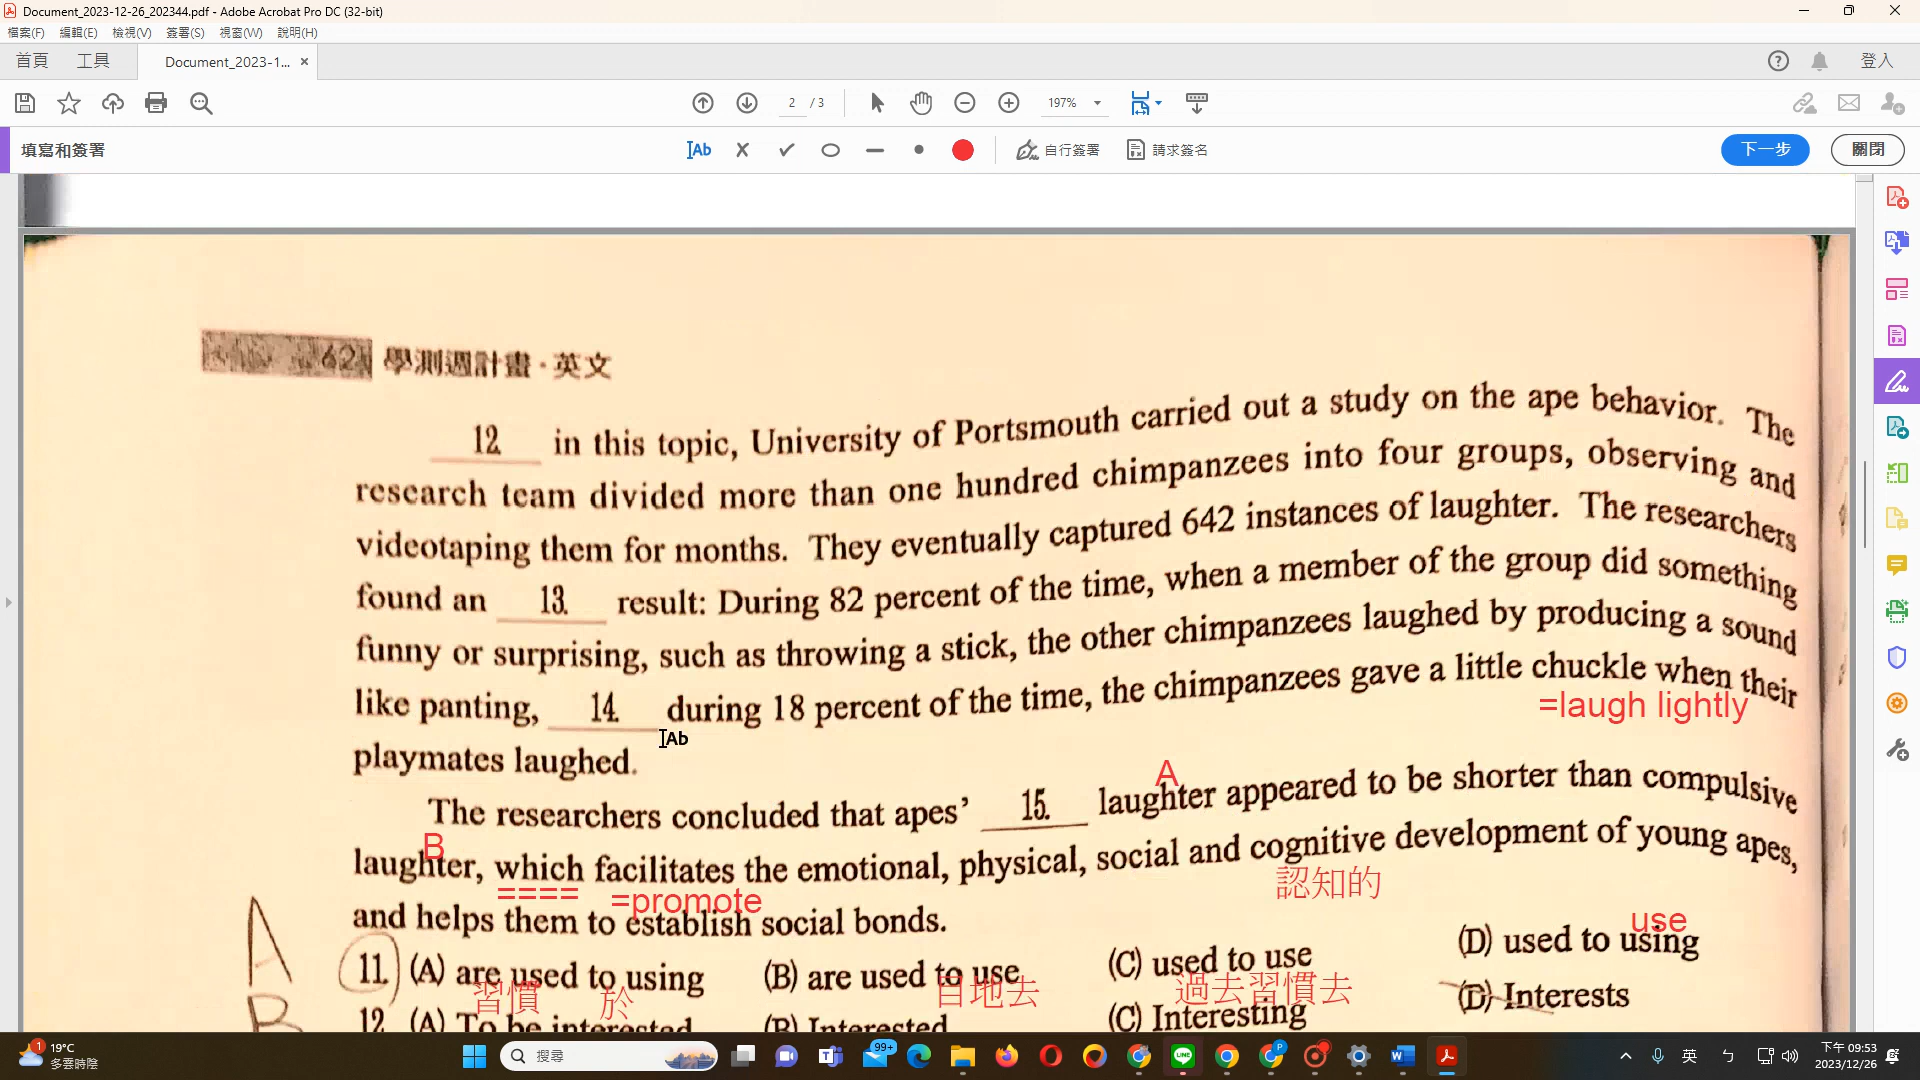 Document_2023-12-26_202344.pdf - Adobe Acrobat Pro DC (32-bit)
檔案(F) 編輯(E) 檢視(V) 簽署(S) 視窗(W) 說明(H)
首頁 工具 Document_2023-1... × 登入
2 / 3 197%
填寫和簽署 Ab 自行簽署 請求簽名 下一步 關閉
62 學測週計畫·英文
12 in this topic, University of Portsmouth carried out a study on the ape behavior. The
research team divided more than one hundred chimpanzees into four groups, observing and
videotaping them for months. They eventually captured 642 instances of laughter. The researchers
found an 13. result: During 82 percent of the time, when a member of the group did something
funny or surprising, such as throwing a stick, the other chimpanzees laughed by producing a sound
like panting, 14. during 18 percent of the time, the chimpanzees gave a little chuckle when their
=laugh lightly
Ab
playmates laughed.
A
The researchers concluded that apes' 15. laughter appeared to be shorter than compulsive
B
laughter, which facilitates the emotional, physical, social and cognitive development of young apes,
==== =promote 認知的
and helps them to establish social bonds.
use
A
11. (A) are used to using (B) are used to use (C) used to use (D) used to using
習慣 於 目地去 過去習慣去
B
12. (A) To be interested (B) Interested (C) Interesting (D) Interests
1 19°C
多雲時陰
搜尋
99+
P
英 ㄅ
下午 09:53
2023/12/26